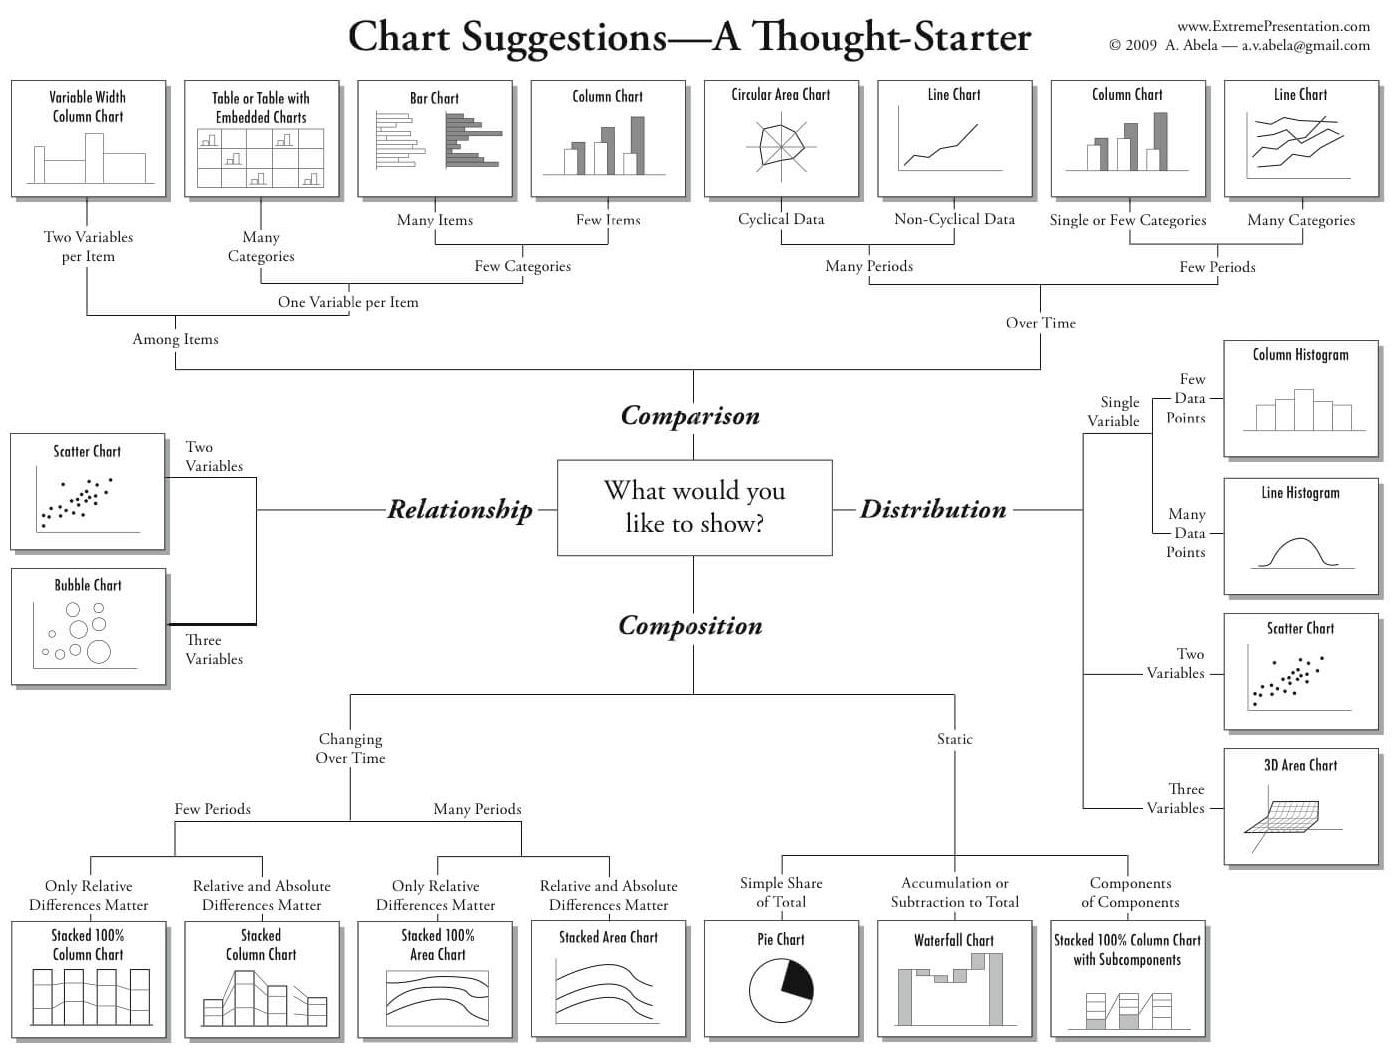 Chart Suggestions—A Thought-Starter
www.ExtremePresentation.com
© 2009 A. Abela — a.v.abela@gmail.com
Variable Width
Column Chart
Table or Table with
Embedded Charts
Bar Chart
Column Chart
Circular Area Chart
Line Chart
Column Chart
Line Chart
Two Variables
per Item
Many
Categories
Many Items
Few Items
Cyclical Data
Non-Cyclical Data
Single or Few Categories
Many Categories
Few Categories
Many Periods
Few Periods
One Variable per Item
Over Time
Among Items
Comparison
Scatter Chart
Two
Variables
Relationship
What would you
like to show?
Distribution
Bubble Chart
Three
Variables
Single
Variable
Few
Data
Points
Column Histogram
Many
Data
Points
Line Histogram
Two
Variables
Scatter Chart
Three
Variables
3D Area Chart
Composition
Changing
Over Time
Static
Few Periods
Many Periods
Only Relative
Differences Matter
Relative and Absolute
Differences Matter
Only Relative
Differences Matter
Relative and Absolute
Differences Matter
Simple Share
of Total
Accumulation or
Subtraction to Total
Components
of Components
Stacked 100%
Column Chart
Stacked
Column Chart
Stacked 100%
Area Chart
Stacked Area Chart
Pie Chart
Waterfall Chart
Stacked 100% Column Chart
with Subcomponents